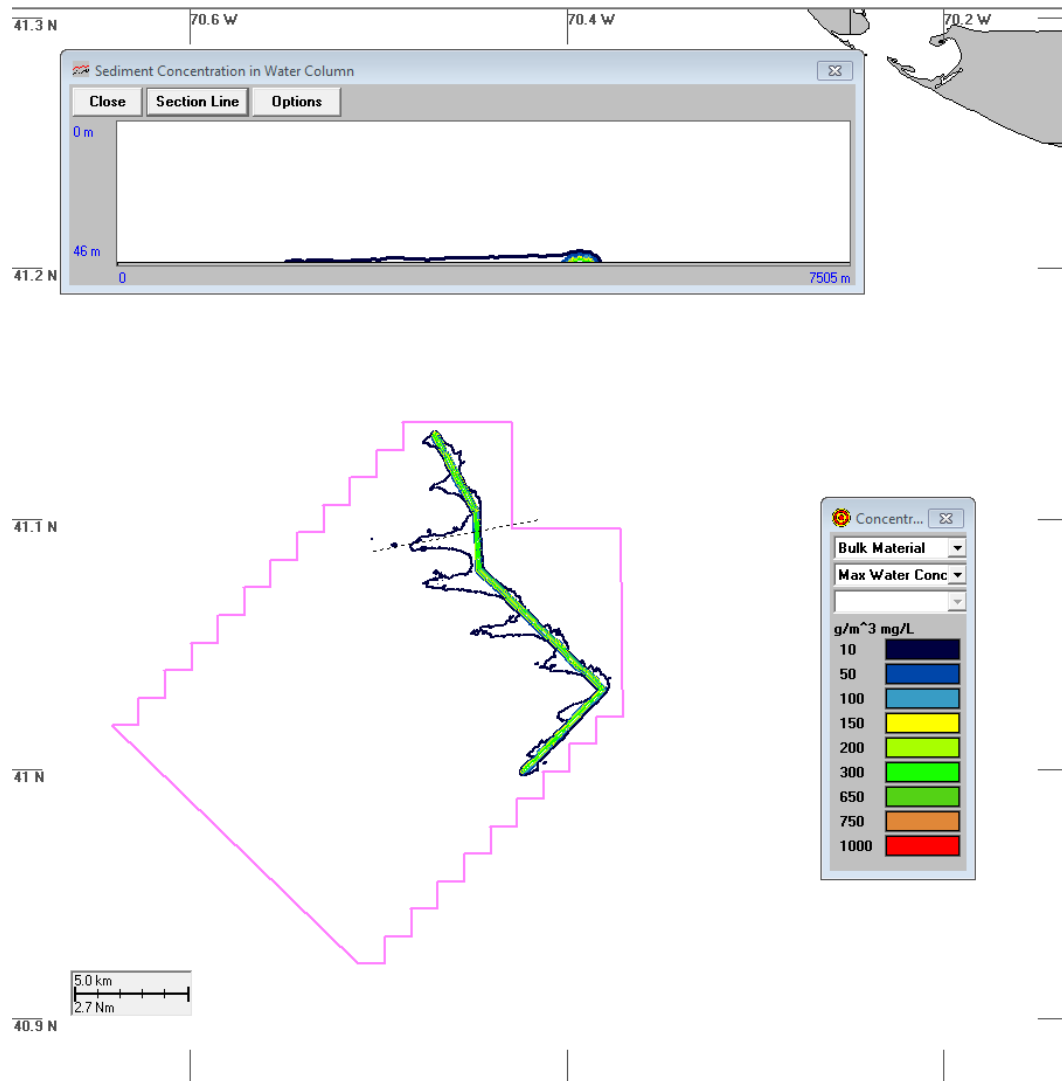 41.3 N
70.6 W
70.4 W
70.2 W
Sediment Concentration in Water Column
Close
Section Line
Options
0 m
46 m
0
7505 m
41.2 N
41.1 N
41 N
40.9 N
Concentr...
Bulk Material
Max Water Conc
g/m^3 mg/L
10
50
100
150
200
300
650
750
1000
5.0 km
2.7 Nm